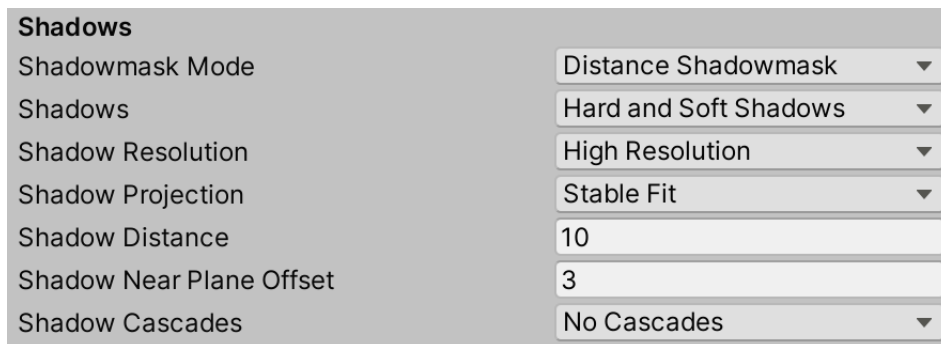 Shadows
Shadowmask Mode Distance Shadowmask
Shadows Hard and Soft Shadows
Shadow Resolution High Resolution
Shadow Projection Stable Fit
Shadow Distance 10
Shadow Near Plane Offset 3
Shadow Cascades No Cascades